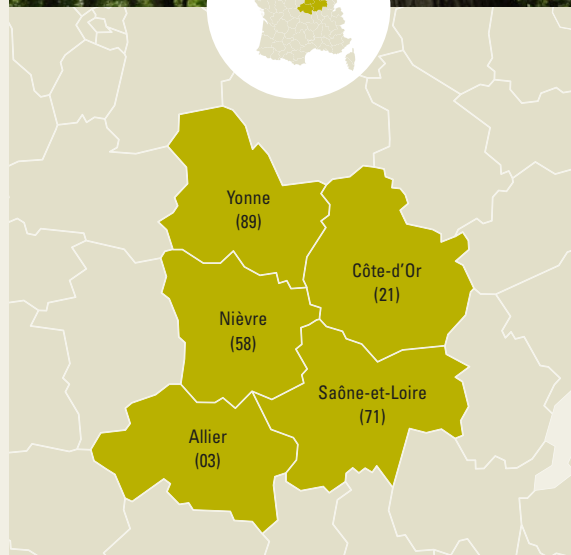 Yonne
(89)
Côte-d’Or
(21)
Nièvre
(58)
Saône-et-Loire
(71)
Allier
(03)